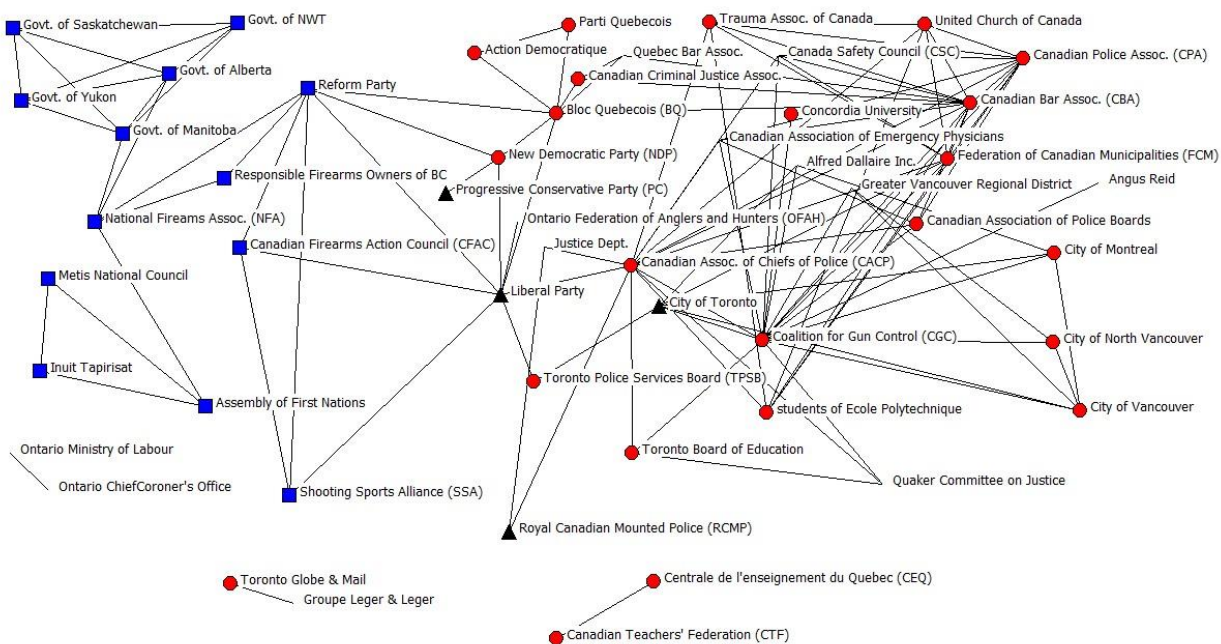 Govt. of Saskatchewan
Govt. of NWT
Parti Quebecois
Trauma Assoc. of Canada
United Church of Canada
Action Democratique
Quebec Bar Assoc.
Canada Safety Council (CSC)
Canadian Police Assoc. (CPA)
Govt. of Alberta
Canadian Criminal Justice Assoc.
Reform Party
Govt. of Yukon
Canadian Bar Assoc. (CBA)
Bloc Quebecois (BQ)
Concordia University
Govt. of Manitoba
Canadian Association of Emergency Physicians
New Democratic Party (NDP)
Alfred Dallaire Inc.
Federation of Canadian Municipalities (FCM)
Responsible Firearms Owners of BC
Angus Reid
Progressive Conservative Party (PC)
Greater Vancouver Regional District
National Fireams Assoc. (NFA)
Ontario Federation of Anglers and Hunters (OFAH)
Canadian Association of Police Boards
Canadian Firearms Action Council (CFAC)
Justice Dept.
City of Montreal
Canadian Assoc. of Chiefs of Police (CACP)
Metis National Council
Liberal Party
City of Toronto
Coalition for Gun Control (CGC)
City of North Vancouver
Inuit Tapirisat
Toronto Police Services Board (TPSB)
Assembly of First Nations
students of Ecole Polytechnique
City of Vancouver
Ontario Ministry of Labour
Toronto Board of Education
Ontario ChiefCoroner's Office
Shooting Sports Alliance (SSA)
Quaker Committee on Justice
Royal Canadian Mounted Police (RCMP)
Toronto Globe & Mail
Centrale de l'enseignement du Quebec (CEQ)
Groupe Leger & Leger
Canadian Teachers' Federation (CTF)